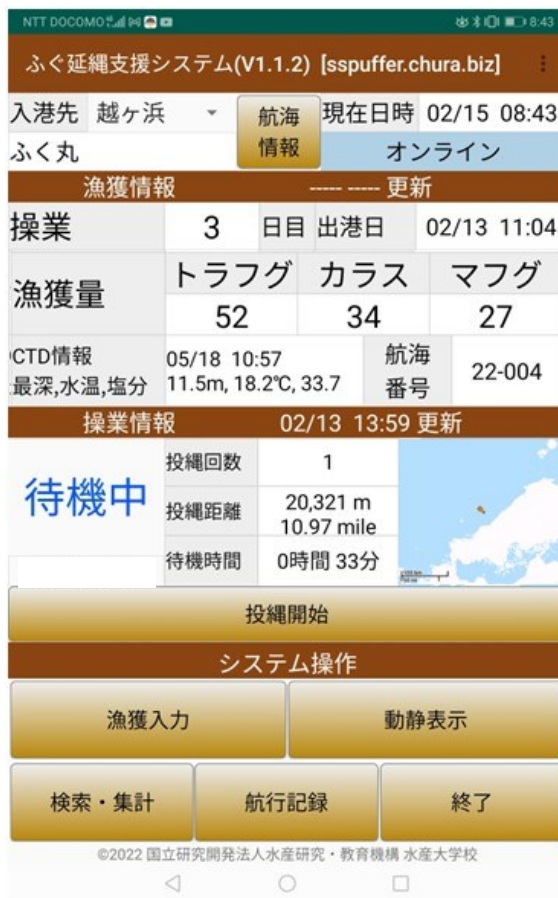 NTT DOCOMO 8:43
ふぐ延縄支援システム(V1.1.2) [sspuffer.chura.biz]
入港先 越ヶ浜 航海情報 現在日時 02/15 08:43
ふく丸 オンライン
漁獲情報 ----- ----- 更新
操業 3 日目 出港日 02/13 11:04
漁獲量 トラフグ カラス マフグ
52 34 27
CTD情報 05/18 10:57 航海番号 22-004
最深,水温,塩分 11.5m, 18.2℃, 33.7
操業情報 02/13 13:59 更新
待機中 投縄回数 1
投縄距離 20,321 m
10.97 mile
待機時間 0時間 33分
投縄開始
システム操作
漁獲入力 動静表示
検索・集計 航行記録 終了
©2022 国立研究開発法人水産研究・教育機構 水産大学校